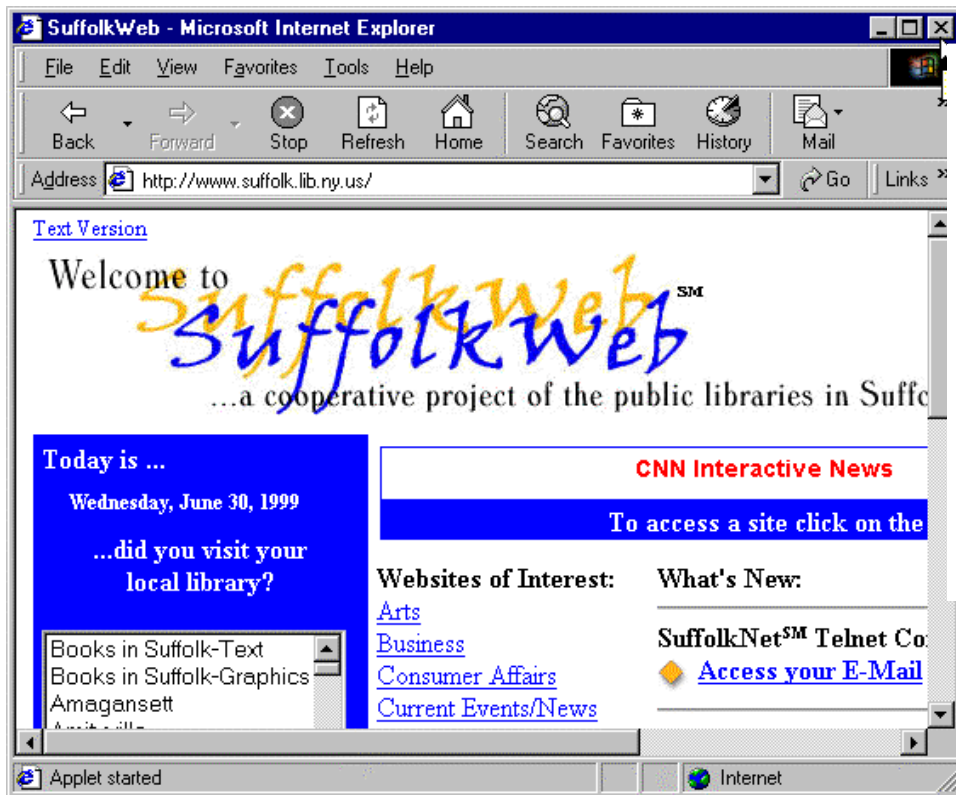 SuffolkWeb - Microsoft Internet Explorer
File Edit View Favorites Tools Help
Back Forward Stop Refresh Home Search Favorites History Mail
Address http://www.suffolk.lib.ny.us/ Go Links
Text Version
Welcome to
SuffolkWeb
SuffolkWeb SM
...a cooperative project of the public libraries in Suffo
Today is ...
Wednesday, June 30, 1999
...did you visit your
local library?
Books in Suffolk-Text
Books in Suffolk-Graphics
Amagansett
CNN Interactive News
To access a site click on the
Websites of Interest:
Arts
Business
Consumer Affairs
Current Events/News
What's New:
SuffolkNet SM Telnet Co
Access your E-Mail
Applet started Internet